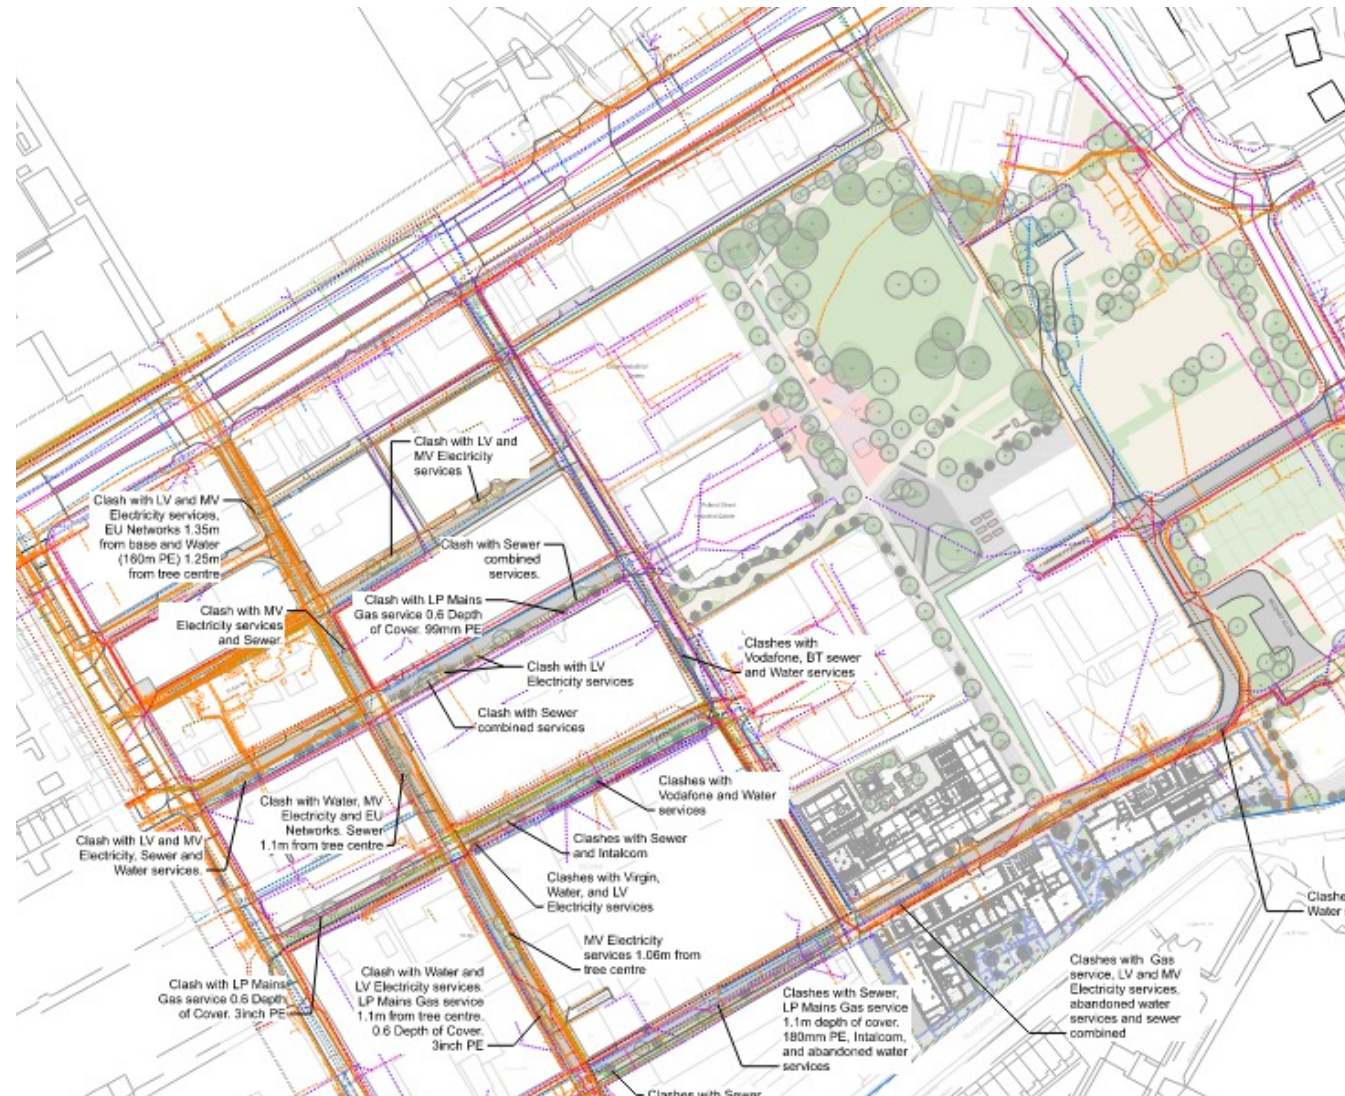 Clash with LV and
MV Electricity
services
Clash with LV and MV
Electricity services,
EU Networks 1.35m
from base and Water
(160m PE) 1.25m
from tree centre
Clash with Sewer
combined
services.
Clash with LP Mains
Gas service 0.6 Depth
of Cover. 99mm PE
Clash with MV
Electricity services
and Sewer.
Clash with LV
Electricity services
Clash with Sewer
combined services
Clashes with
Vodafone, BT sewer
and Water services
Clashes with
Vodafone and Water
services
Clash with Water, MV
Electricity and EU
Networks. Sewer
1.1m from tree centre
Clash with LV and MV
Electricity, Sewer and
Water services.
Clashes with Sewer
and Intalcom
Clashes with Virgin,
Water, and LV
Electricity services
MV Electricity
services 1.06m from
tree centre
Clash with LP Mains
Gas service 0.6 Depth
of Cover. 3inch PE
Clash with Water and
LV Electricity services.
LP Mains Gas service
1.1m from tree centre.
0.6 Depth of Cover.
3inch PE
Clashes with Sewer,
LP Mains Gas service
1.1m depth of cover.
180mm PE, Intalcom,
and abandoned water
services
Clashes with Gas
service, LV and MV
Electricity services,
abandoned water
services and sewer
combined
Clashe
Water
Clashes with Sewer